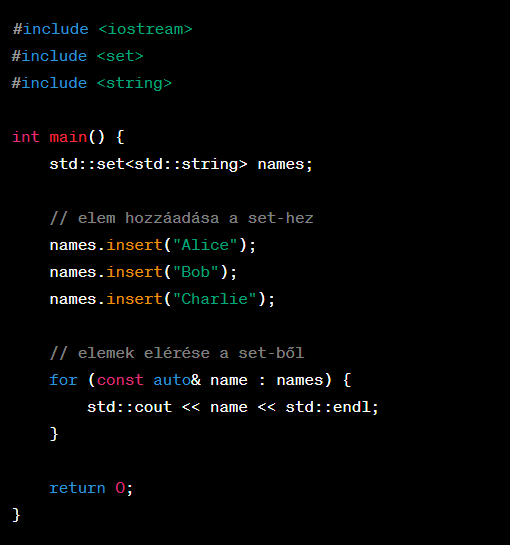 #include <iostream>
#include <set>
#include <string>
int main() {
    std::set<std::string> names;
    // elem hozzáadása a set-hez
    names.insert("Alice");
    names.insert("Bob");
    names.insert("Charlie");
    // elemek elérése a set-ből
    for (const auto& name : names) {
        std::cout << name << std::endl;
    }
    return 0;
}